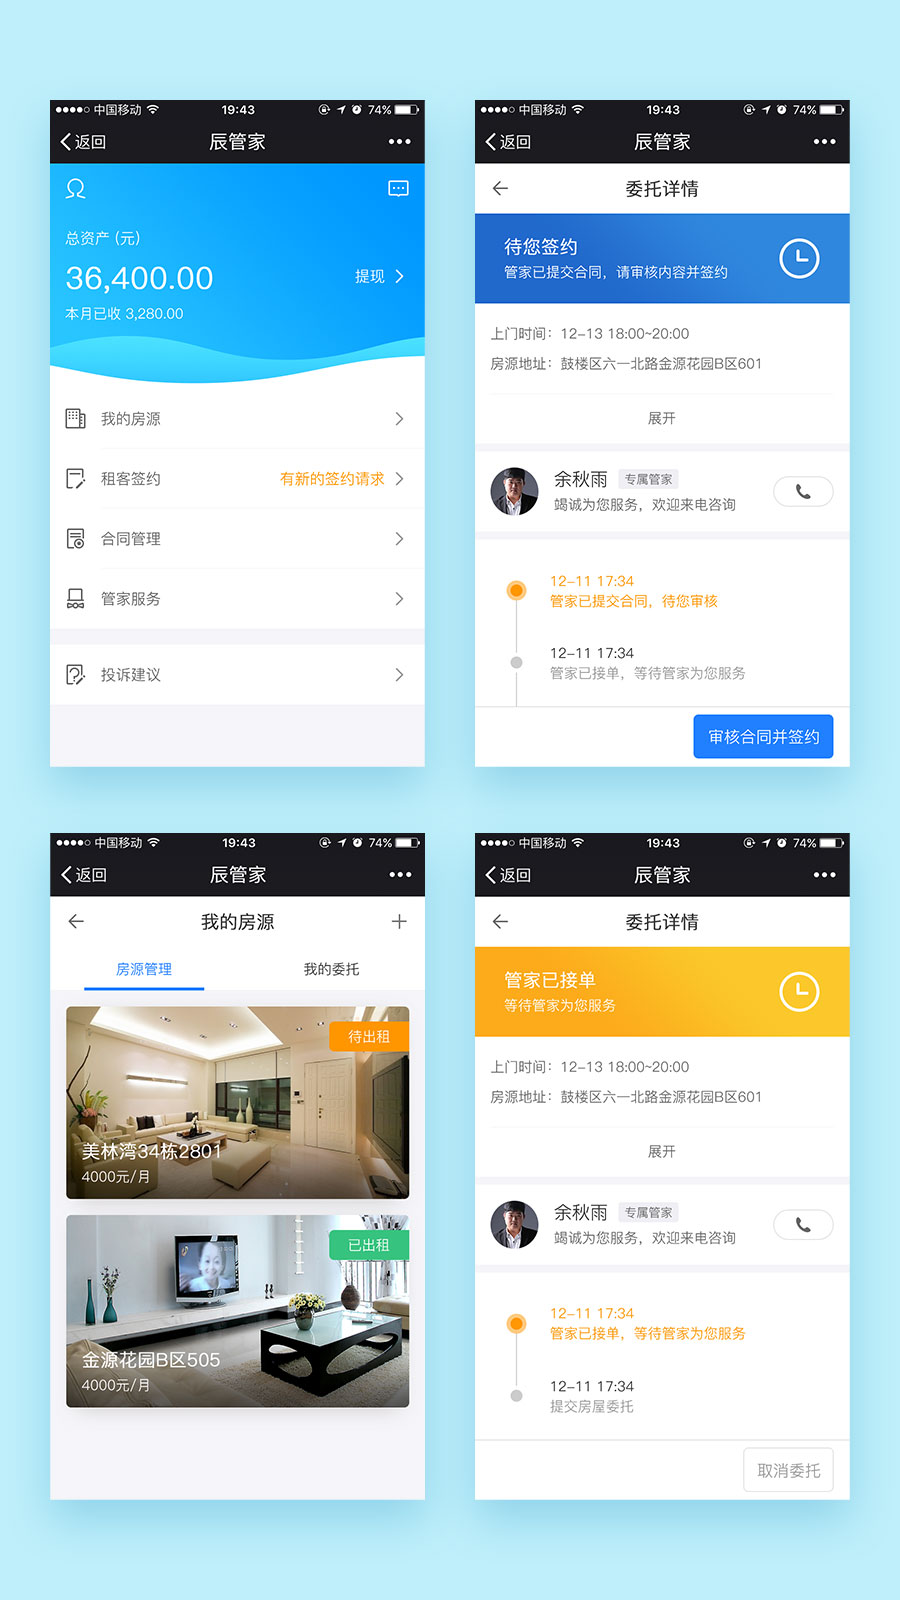 中国移动 19:43 74%
返回 辰管家
总资产 (元)
36,400.00 提现
本月已收 3,280.00
我的房源
租客签约 有新的签约请求
合同管理
管家服务
投诉建议
中国移动 19:43 74%
返回 辰管家
委托详情
待您签约
管家已提交合同，请审核内容并签约
上门时间：12-13 18:00~20:00
房源地址：鼓楼区六一北路金源花园B区601
展开
余秋雨 专属管家
竭诚为您服务，欢迎来电咨询
12-11 17:34
管家已提交合同，待您审核
12-11 17:34
管家已接单，等待管家为您服务
审核合同并签约
中国移动 19:43 74%
返回 辰管家
我的房源
房源管理 我的委托
待出租
美林湾34栋2801
4000元/月
已出租
金源花园B区505
4000元/月
中国移动 19:43 74%
返回 辰管家
委托详情
管家已接单
等待管家为您服务
上门时间：12-13 18:00~20:00
房源地址：鼓楼区六一北路金源花园B区601
展开
余秋雨 专属管家
竭诚为您服务，欢迎来电咨询
12-11 17:34
管家已接单，等待管家为您服务
12-11 17:34
提交房屋委托
取消委托